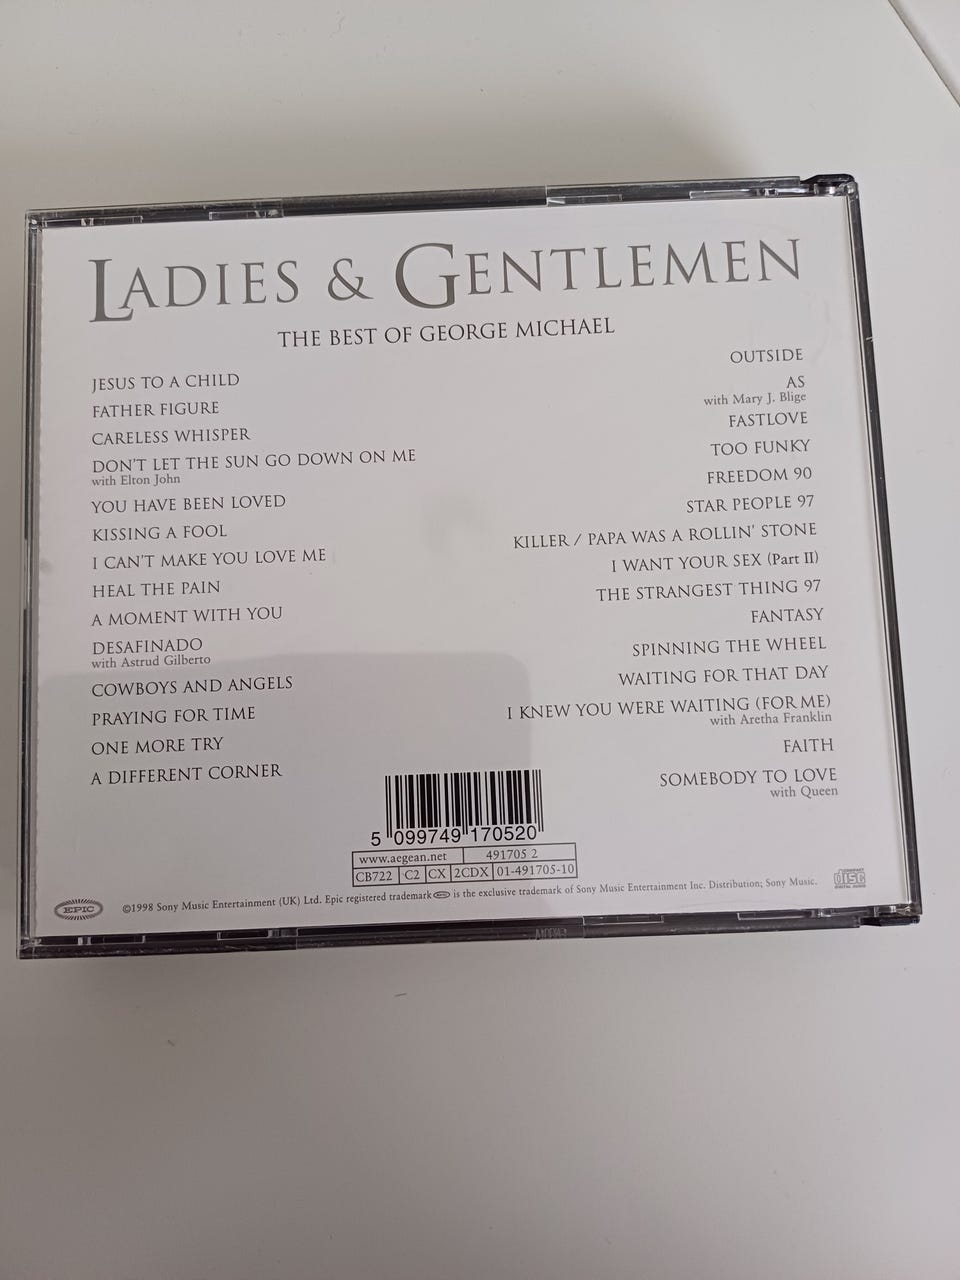 LADIES & GENTLEMEN
THE BEST OF GEORGE MICHAEL
JESUS TO A CHILD
FATHER FIGURE
CARELESS WHISPER
DON'T LET THE SUN GO DOWN ON ME
with Elton John
YOU HAVE BEEN LOVED
KISSING A FOOL
I CAN'T MAKE YOU LOVE ME
HEAL THE PAIN
A MOMENT WITH YOU
DESAFINADO
with Astrud Gilberto
COWBOYS AND ANGELS
PRAYING FOR TIME
ONE MORE TRY
A DIFFERENT CORNER
OUTSIDE
AS
with Mary J. Blige
FASTLOVE
TOO FUNKY
FREEDOM 90
STAR PEOPLE 97
KILLER / PAPA WAS A ROLLIN' STONE
I WANT YOUR SEX (Part II)
THE STRANGEST THING 97
FANTASY
SPINNING THE WHEEL
WAITING FOR THAT DAY
I KNEW YOU WERE WAITING (FOR ME)
with Aretha Franklin
FAITH
SOMEBODY TO LOVE
with Queen
5 099749 170520
www.aegean.net 491705 2
CB722 C2 CX 2CDX 01-491705-10
EPIC
©1998 Sony Music Entertainment (UK) Ltd. Epic registered trademark epic is the exclusive trademark of Sony Music Entertainment Inc. Distribution; Sony Music.
COMPACT
DISC
DIGITAL AUDIO